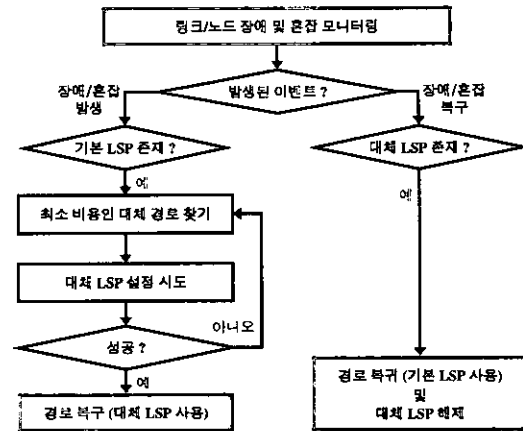 링크/노드 장애 및 혼잡 모니터링
발생된 이벤트 ?
장애/혼잡
발생
장애/혼잡
복구
기본 LSP 존재 ?
대체 LSP 존재 ?
예
예
최소 비용인 대체 경로 찾기
대체 LSP 설정 시도
아니오
성공 ?
예
경로 복구 (대체 LSP 사용)
경로 복귀 (기본 LSP 사용)
및
대체 LSP 해제